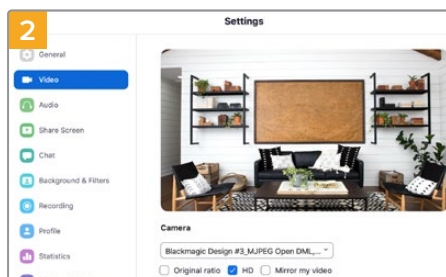 2
Settings
General
Video
Audio
Share Screen
Chat
Background & Filters
Recording
Profile
Statistics
Camera
Blackmagic Design #3_MJPEG Open DML,...
Original ratio HD Mirror my video